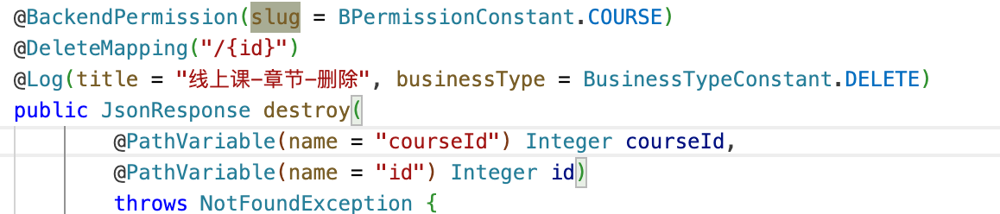 @BackendPermission(slug = BPermissionConstant.COURSE)
@DeleteMapping("/{id}")
@Log(title = "线上课-章节-删除", businessType = BusinessTypeConstant.DELETE)
public JsonResponse destroy(
@PathVariable(name = "courseId") Integer courseId,
@PathVariable(name = "id") Integer id)
throws NotFoundException {